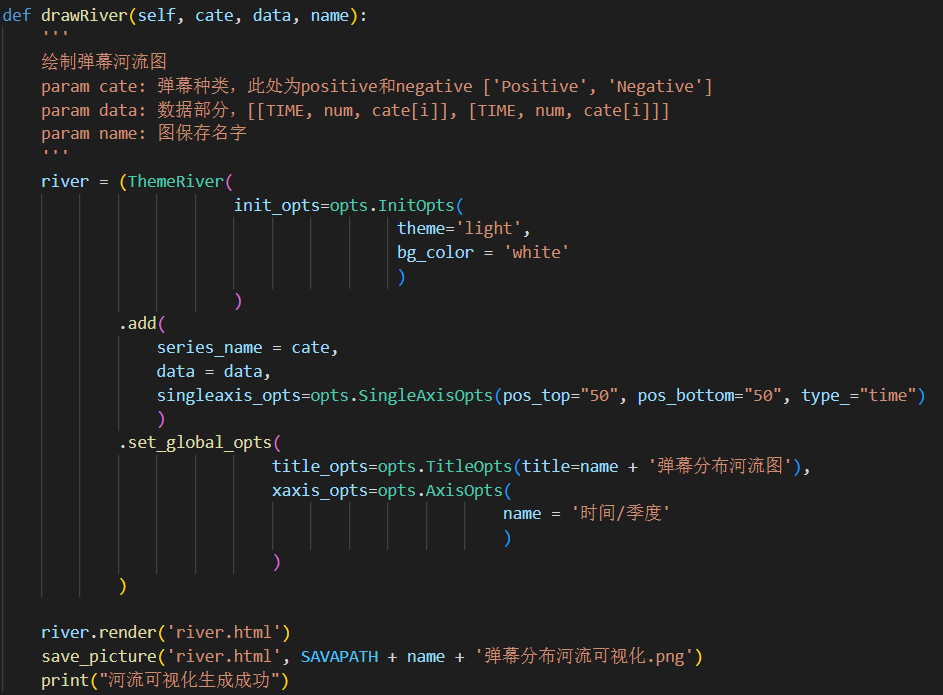 def drawRiver(self, cate, data, name):
'''
绘制弹幕河流图
param cate: 弹幕种类，此处为positive和negative ['Positive', 'Negative']
param data: 数据部分，[[TIME, num, cate[i]], [TIME, num, cate[i]]]
param name: 图保存名字
'''
river = (ThemeRiver(
init_opts=opts.InitOpts(
theme='light',
bg_color = 'white'
)
)
.add(
series_name = cate,
data = data,
singleaxis_opts=opts.SingleAxisOpts(pos_top="50", pos_bottom="50", type_="time")
)
.set_global_opts(
title_opts=opts.TitleOpts(title=name + '弹幕分布河流图'),
xaxis_opts=opts.AxisOpts(
name = '时间/季度'
)
)
)
river.render('river.html')
save_picture('river.html', SAVAPATH + name + '弹幕分布河流可视化.png')
print("河流可视化生成成功")